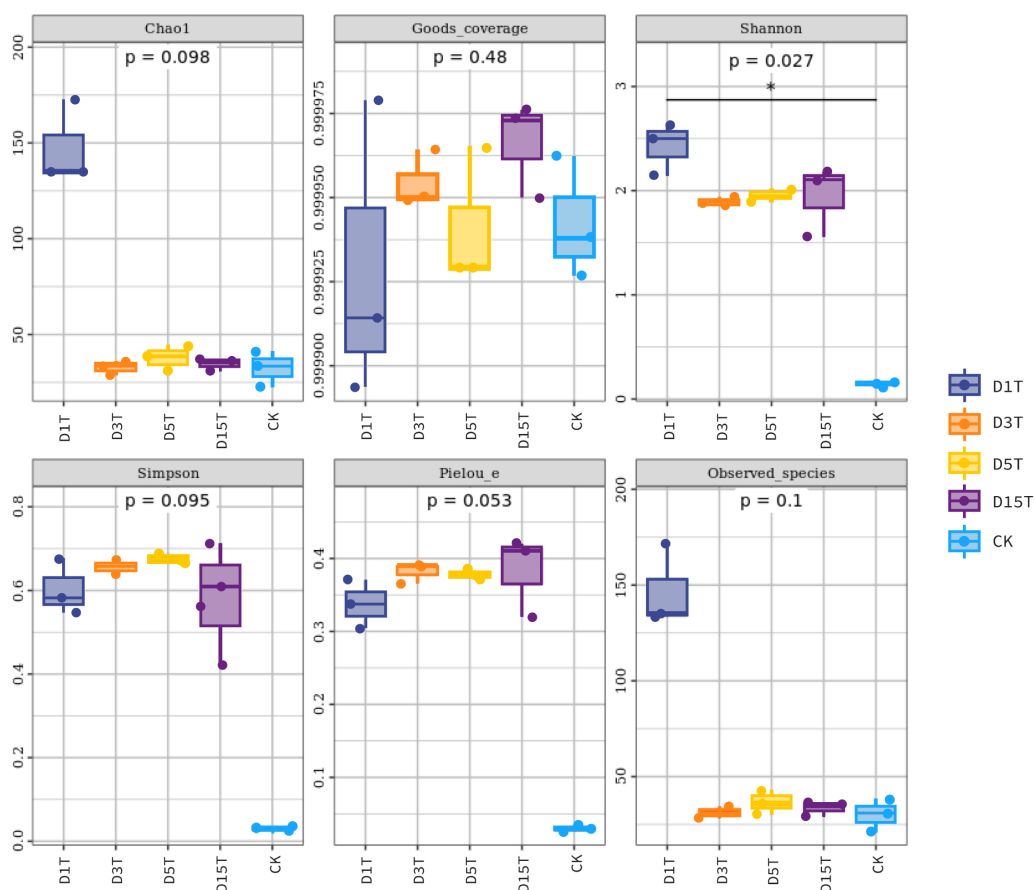 Chao1
p = 0.098
200
150
100
50
D1T
D3T
D5T
D15T
CK
Goods_coverage
p = 0.48
0.999975
0.999950
0.999925
0.999900
D1T
D3T
D5T
D15T
CK
Shannon
p = 0.027
*
3
2
1
0
D1T
D3T
D5T
D15T
CK
Simpson
p = 0.095
0.8
0.6
0.4
0.2
0.0
D1T
D3T
D5T
D15T
CK
Pielou_e
p = 0.053
0.4
0.3
0.2
0.1
D1T
D3T
D5T
D15T
CK
Observed_species
p = 0.1
200
150
100
50
D1T
D3T
D5T
D15T
CK
D1T
D3T
D5T
D15T
CK